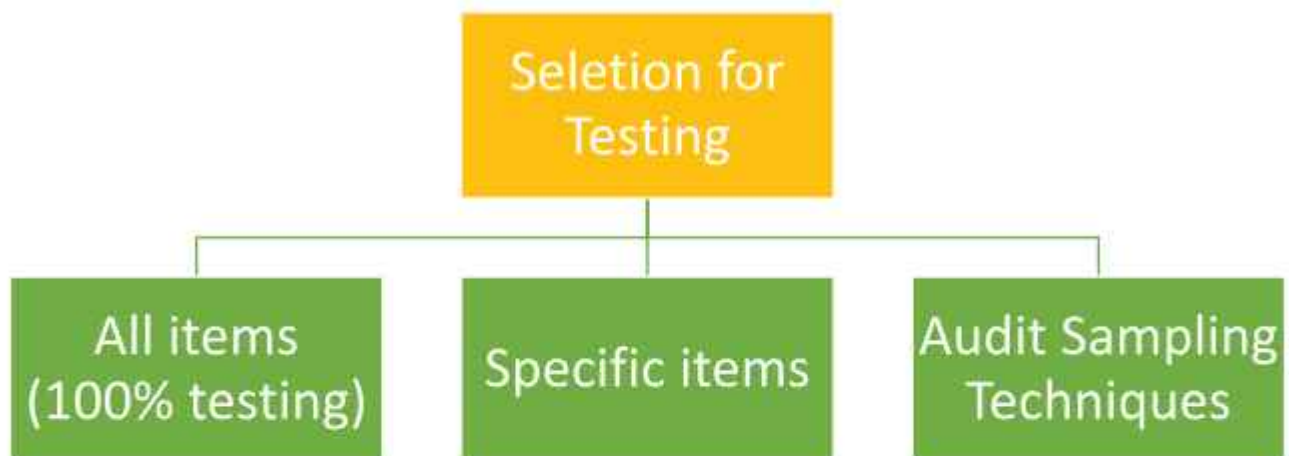 Seletion for
Testing
All items
(100% testing)
Specific items
Audit Sampling
Techniques